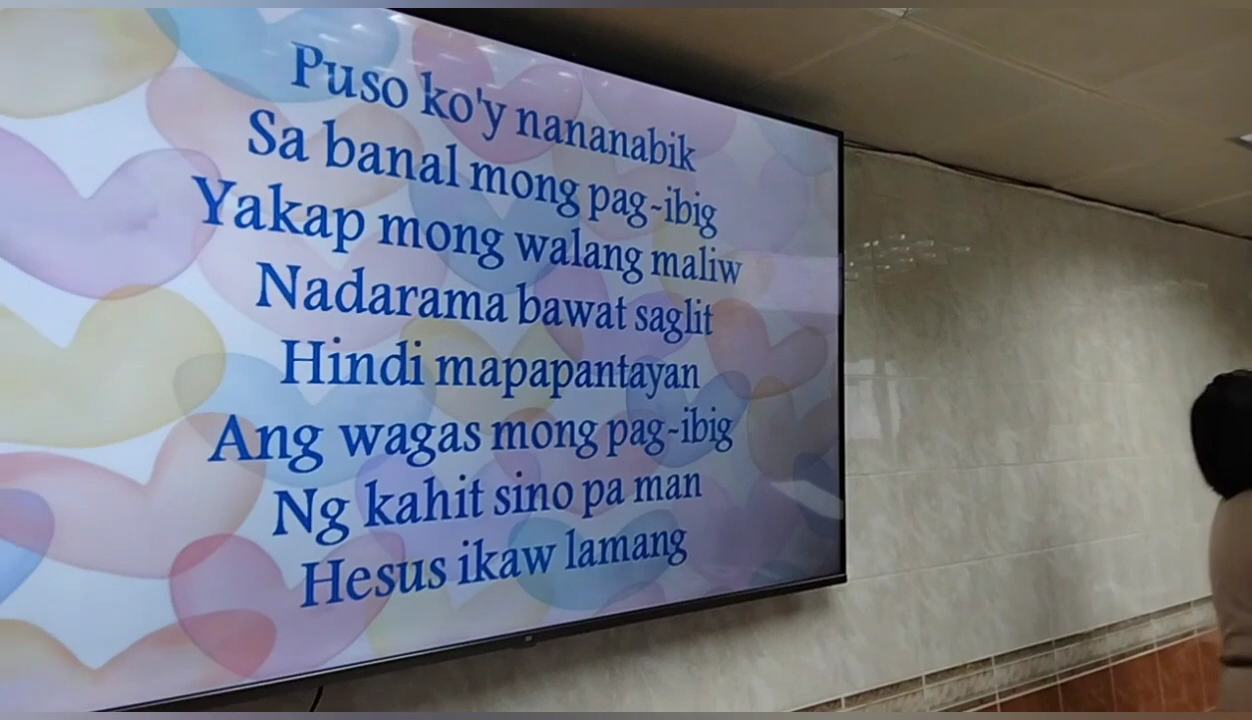 Puso ko'y nananabik
Sa banal mong pag-ibig
Yakap mong walang maliw
Nadarama bawat saglit
Hindi mapapantayan
Ang wagas mong pag-ibig
Ng kahit sino pa man
Hesus ikaw lamang